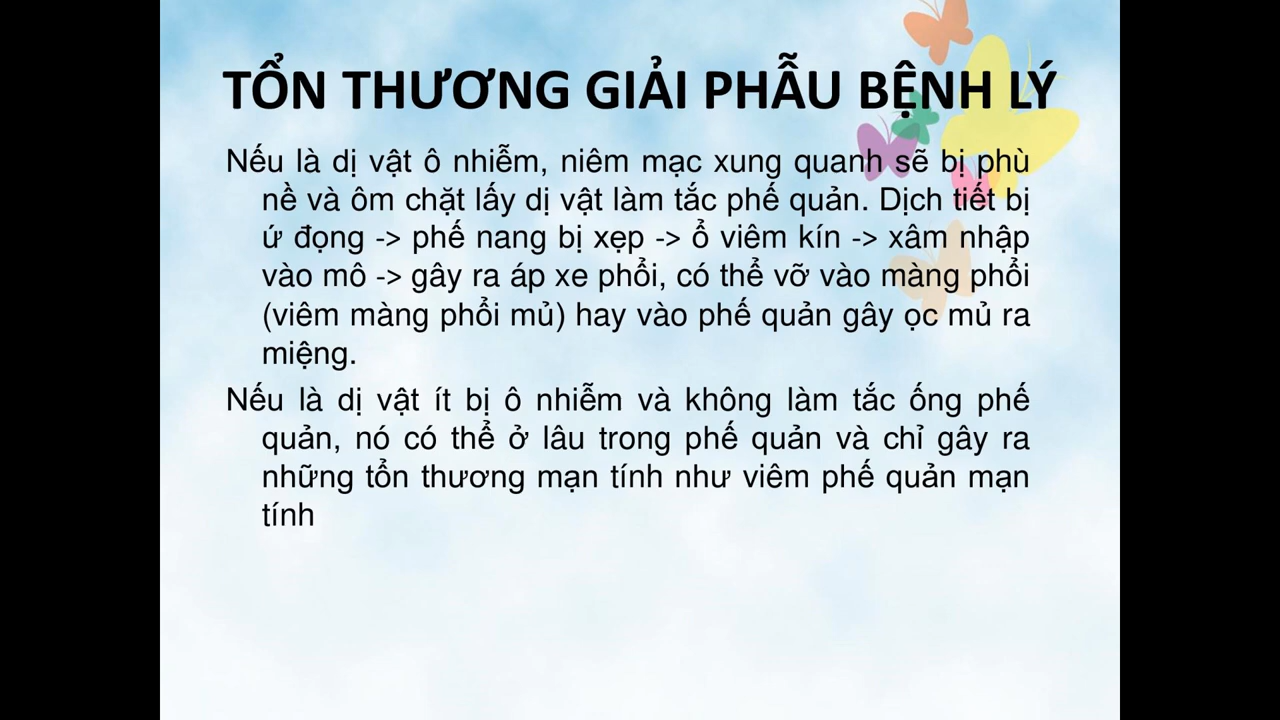 TỔN THƯƠNG GIẢI PHẪU BỆNH LÝ
Nếu là dị vật ô nhiễm, niêm mạc xung quanh sẽ bị phù
nề và ôm chặt lấy dị vật làm tắc phế quản. Dịch tiết bị
ứ đọng -> phế nang bị xẹp -> ổ viêm kín -> xâm nhập
vào mô -> gây ra áp xe phổi, có thể vỡ vào màng phổi
(viêm màng phổi mủ) hay vào phế quản gây ọc mủ ra
miệng.
Nếu là dị vật ít bị ô nhiễm và không làm tắc ống phế
quản, nó có thể ở lâu trong phế quản và chỉ gây ra
những tổn thương mạn tính như viêm phế quản mạn
tính